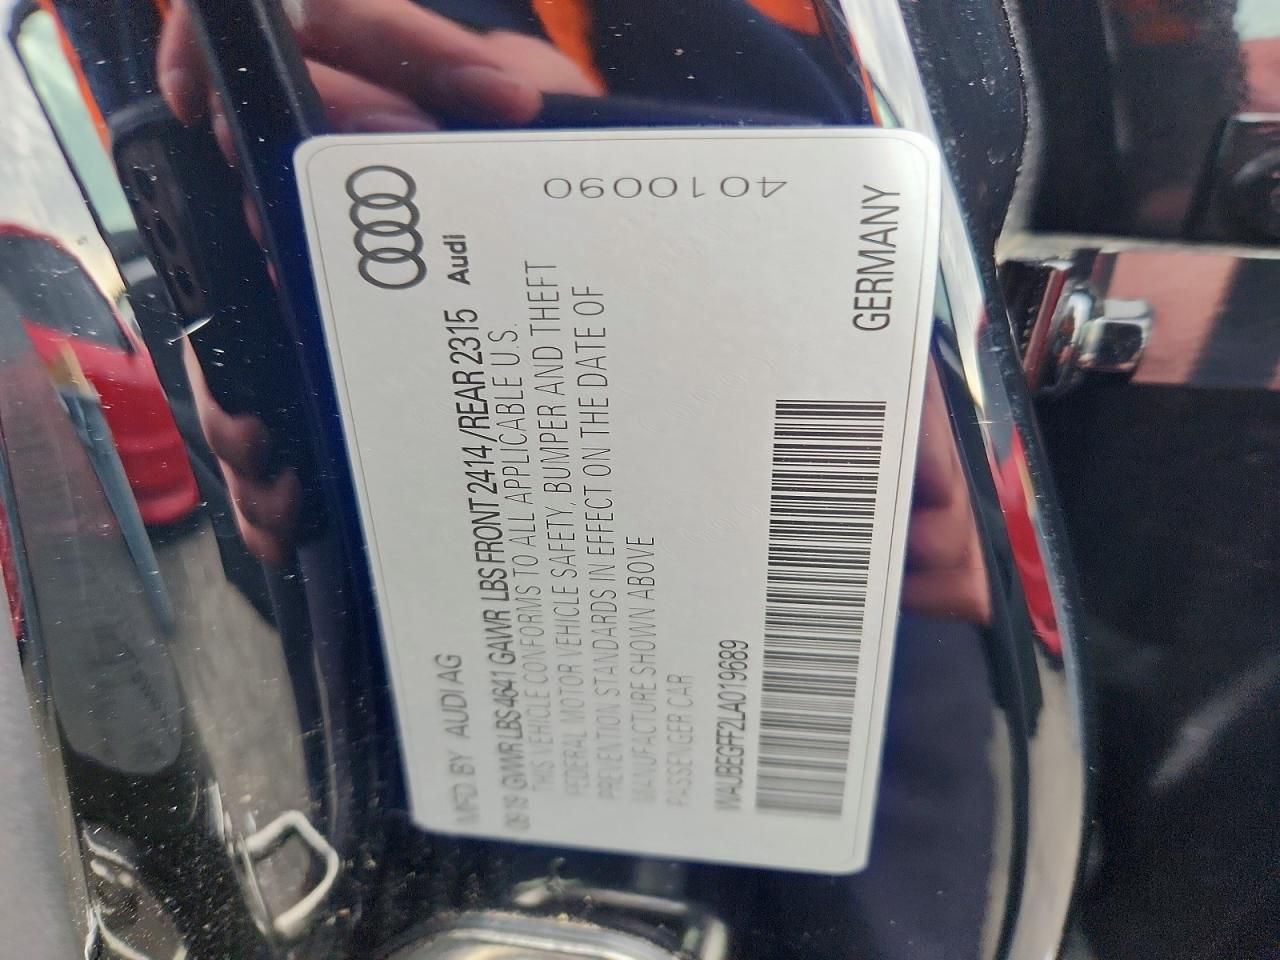 MFD BY AUDI AG
08/19 GVWR LBS 4641 GAWR LBS FRONT 2414/REAR 2315
Audi
THIS VEHICLE CONFORMS TO ALL APPLICABLE U.S.
FEDERAL MOTOR VEHICLE SAFETY, BUMPER AND THEFT
PREVENTION STANDARDS IN EFFECT ON THE DATE OF
MANUFACTURE SHOWN ABOVE
PASSENGER CAR
WAUBEGFF2LA019689
GERMANY
4010090